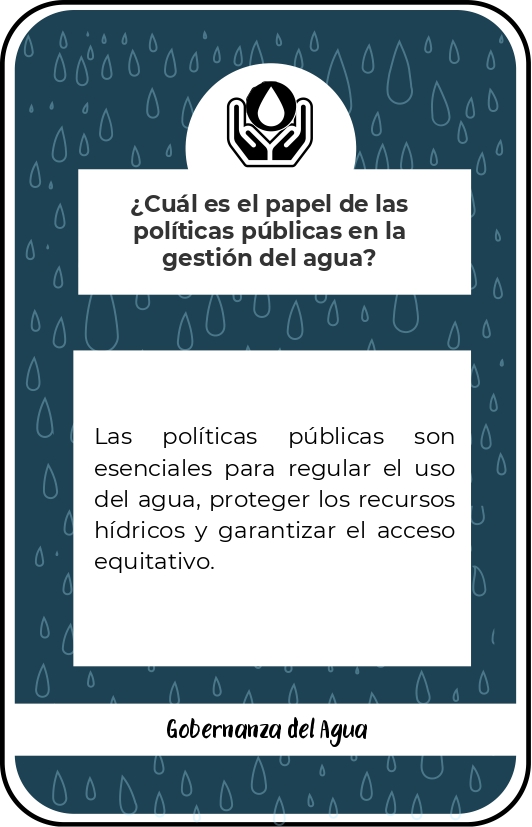 ¿Cuál es el papel de las
políticas públicas en la
gestión del agua?
Las políticas públicas son
esenciales para regular el uso
del agua, proteger los recursos
hídricos y garantizar el acceso
equitativo.
Gobernanza del Agua